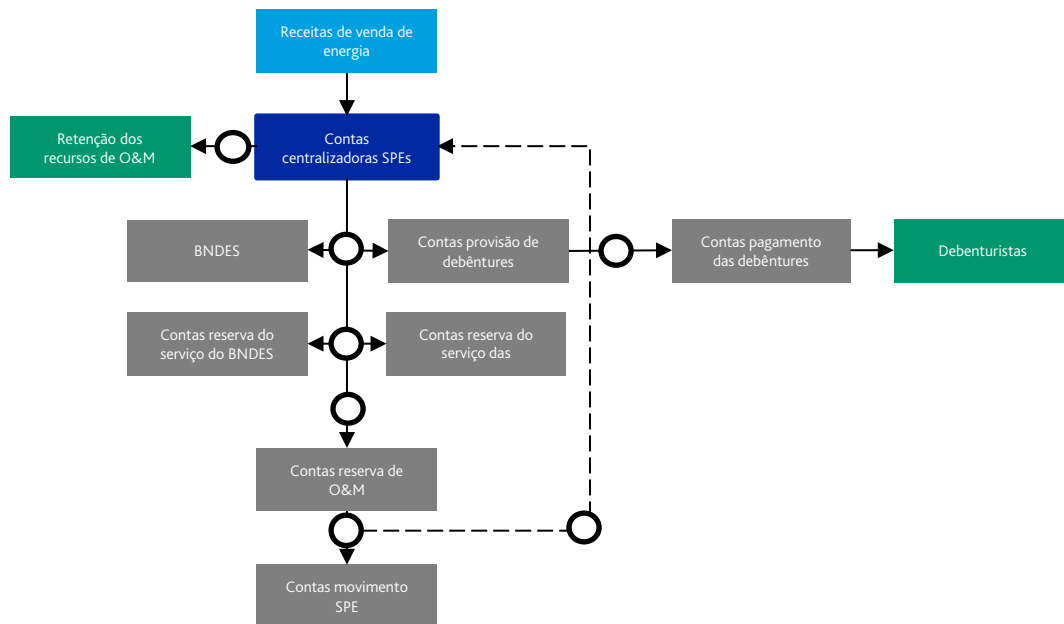 Receitas de venda de
energia
Retenção dos
recursos de O&M
Contas
centralizadoras SPEs
BNDES
Contas provisão de
debêntures
Contas pagamento
das debêntures
Debenturistas
Contas reserva do
serviço do BNDES
Contas reserva do
serviço das
Contas reserva de
O&M
Contas movimento
SPE